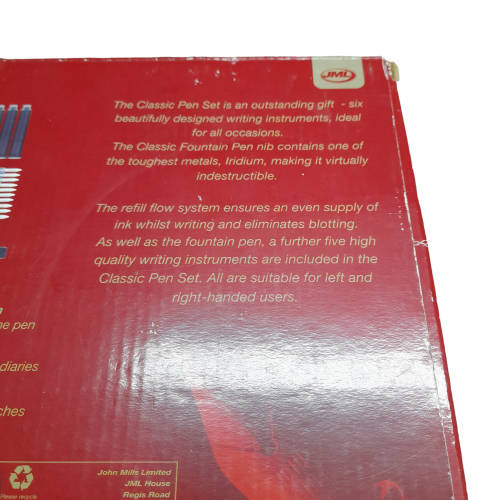 JML
The Classic Pen Set is an outstanding gift - six
beautifully designed writing instruments, ideal
for all occasions.
The Classic Fountain Pen nib contains one of
the toughest metals, Iridium, making it virtually
indestructible.
The refill flow system ensures an even supply of
ink whilst writing and eliminates blotting.
As well as the fountain pen, a further five high
quality writing instruments are included in the
Classic Pen Set. All are suitable for left and
right-handed users.
pen
diaries
Please recycle
John Mills Limited
JML House
Regis Road